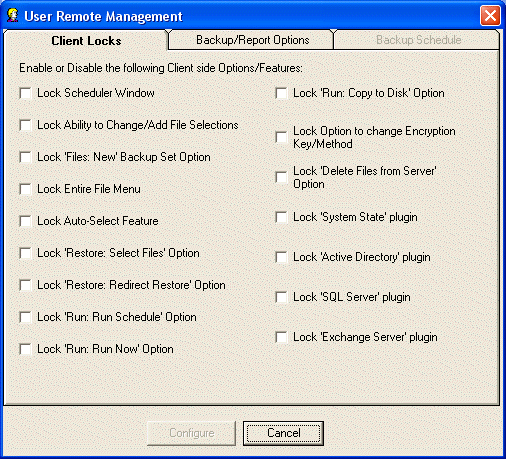 User Remote Management
Client Locks
Backup/Report Options
Backup Schedule
Enable or Disable the following Client side Options/Features:
Lock Scheduler Window
Lock Ability to Change/Add File Selections
Lock 'Files: New' Backup Set Option
Lock Entire File Menu
Lock Auto-Select Feature
Lock 'Restore: Select Files' Option
Lock 'Restore: Redirect Restore' Option
Lock 'Run: Run Schedule' Option
Lock 'Run: Run Now' Option
Lock 'Run: Copy to Disk' Option
Lock Option to change Encryption
Key/Method
Lock 'Delete Files from Server'
Option
Lock 'System State' plugin
Lock 'Active Directory' plugin
Lock 'SQL Server' plugin
Lock 'Exchange Server' plugin
Configure
Cancel